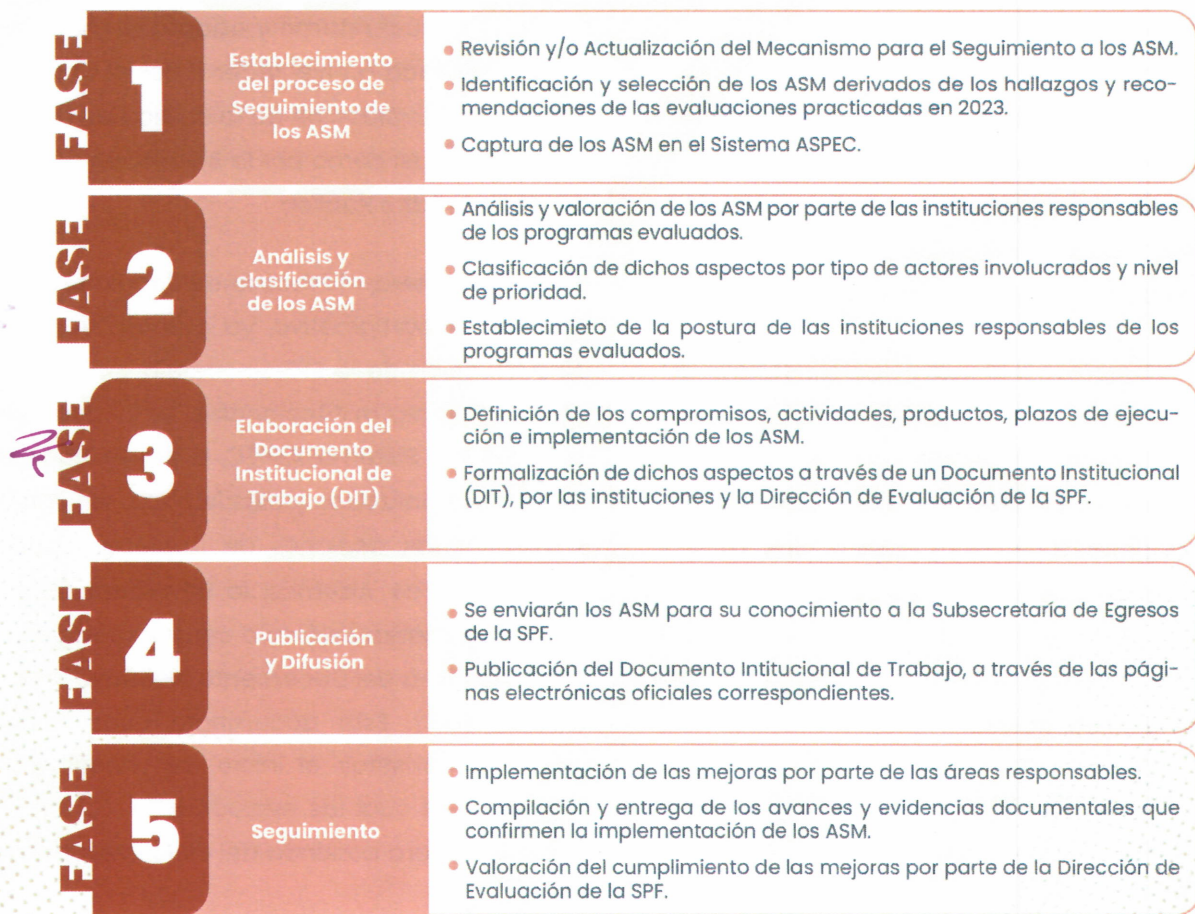 FASE 1
Establecimiento
del proceso de
Seguimiento de
los ASM
• Revisión y/o Actualización del Mecanismo para el Seguimiento a los ASM.
• Identificación y selección de los ASM derivados de los hallazgos y reco-
mendaciones de las evaluaciones practicadas en 2023.
• Captura de los ASM en el Sistema ASPEC.
FASE 2
Análisis y
clasificación
de los ASM
• Análisis y valoración de los ASM por parte de las instituciones responsables
de los programas evaluados.
• Clasificación de dichos aspectos por tipo de actores involucrados y nivel
de prioridad.
• Establecimieto de la postura de las instituciones responsables de los
programas evaluados.
FASE 3
Elaboración del
Documento
Institucional de
Trabajo (DIT)
• Definición de los compromisos, actividades, productos, plazos de ejecu-
ción e implementación de los ASM.
• Formalización de dichos aspectos a través de un Documento Institucional
(DIT), por las instituciones y la Dirección de Evaluación de la SPF.
FASE 4
Publicación
y Difusión
• Se enviarán los ASM para su conocimiento a la Subsecretaría de Egresos
de la SPF.
• Publicación del Documento Intitucional de Trabajo, a través de las pági-
nas electrónicas oficiales correspondientes.
FASE 5
Seguimiento
• Implementación de las mejoras por parte de las áreas responsables.
• Compilación y entrega de los avances y evidencias documentales que
confirmen la implementación de los ASM.
• Valoración del cumplimiento de las mejoras por parte de la Dirección de
Evaluación de la SPF.